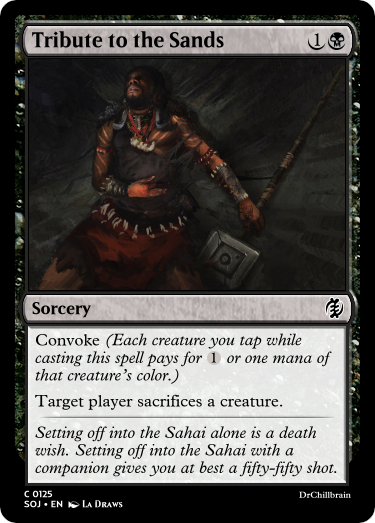 Tribute to the Sands 1
Sorcery
Convoke (Each creature you tap while
casting this spell pays for 1 or one mana of
that creature's color.)
Target player sacrifices a creature.
Setting off into the Sahai alone is a death
wish. Setting off into the Sahai with a
companion gives you at best a fifty-fifty shot.
C 0125
SOJ • EN LA DRAWS
DrChillbrain